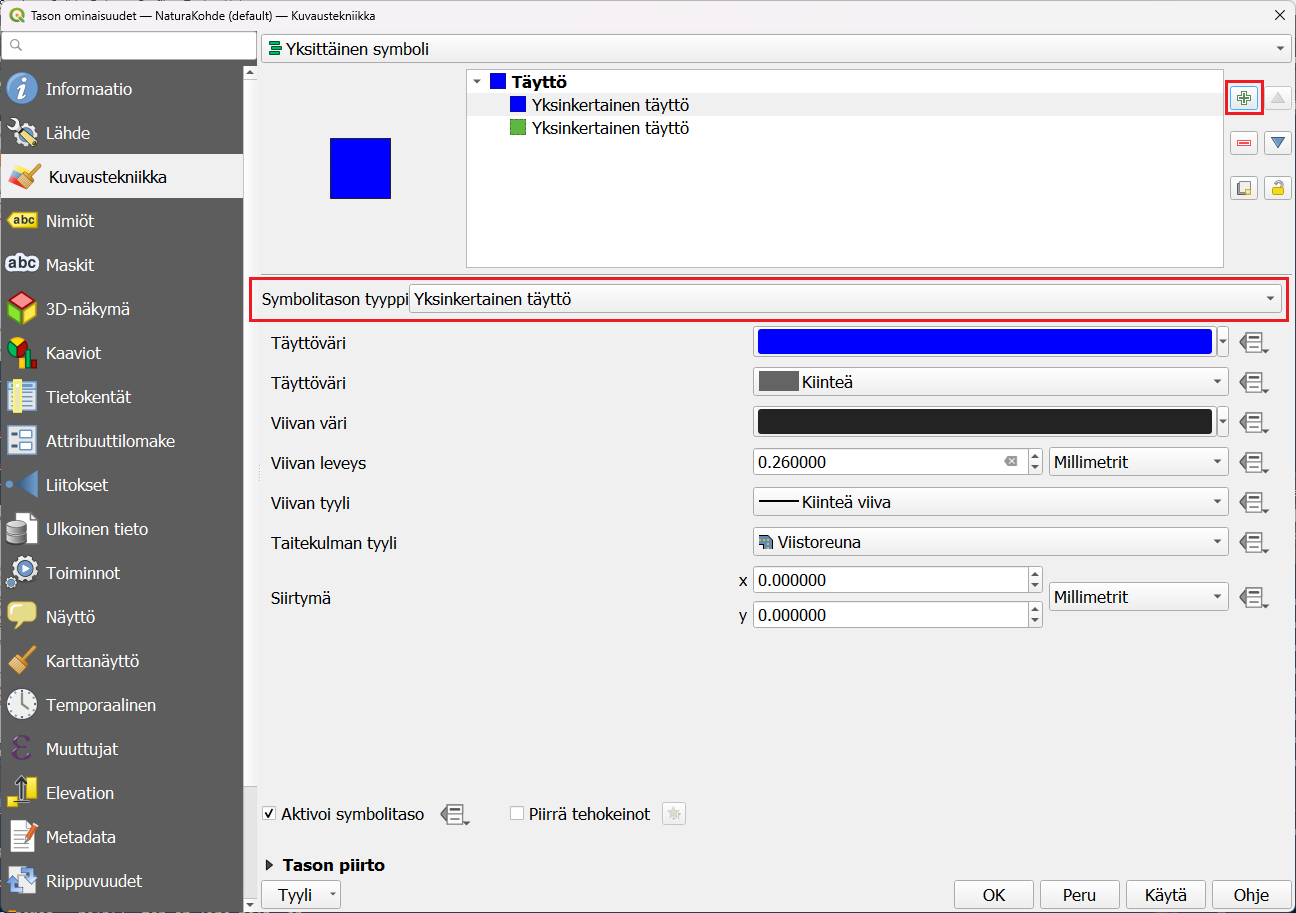 Tason ominaisuudet — NaturaKohde (default) — Kuvaustekniikka
Yksittäinen symboli
Informaatio
Lähde
Kuvaustekniikka
abc Nimiöt
abc Maskit
3D-näkymä
Kaaviot
Tietokentät
Attribuuttilomake
Liitokset
Ulkoinen tieto
Toiminnot
Näyttö
Karttanäyttö
Temporaalinen
Muuttujat
Elevation
Metadata
Riippuvuudet
Täyttö
Yksinkertainen täyttö
Yksinkertainen täyttö
Symbolitason tyyppi Yksinkertainen täyttö
Täyttöväri
Täyttöväri Kiinteä
Viivan väri
Viivan leveys 0.260000 Millimetrit
Viivan tyyli Kiinteä viiva
Taitekulman tyyli Viistoreuna
Siirtymä x 0.000000 Millimetrit
y 0.000000
Aktivoi symbolitaso Piirrä tehokeinot
Tason piirto
Tyyli OK Peru Käytä Ohje